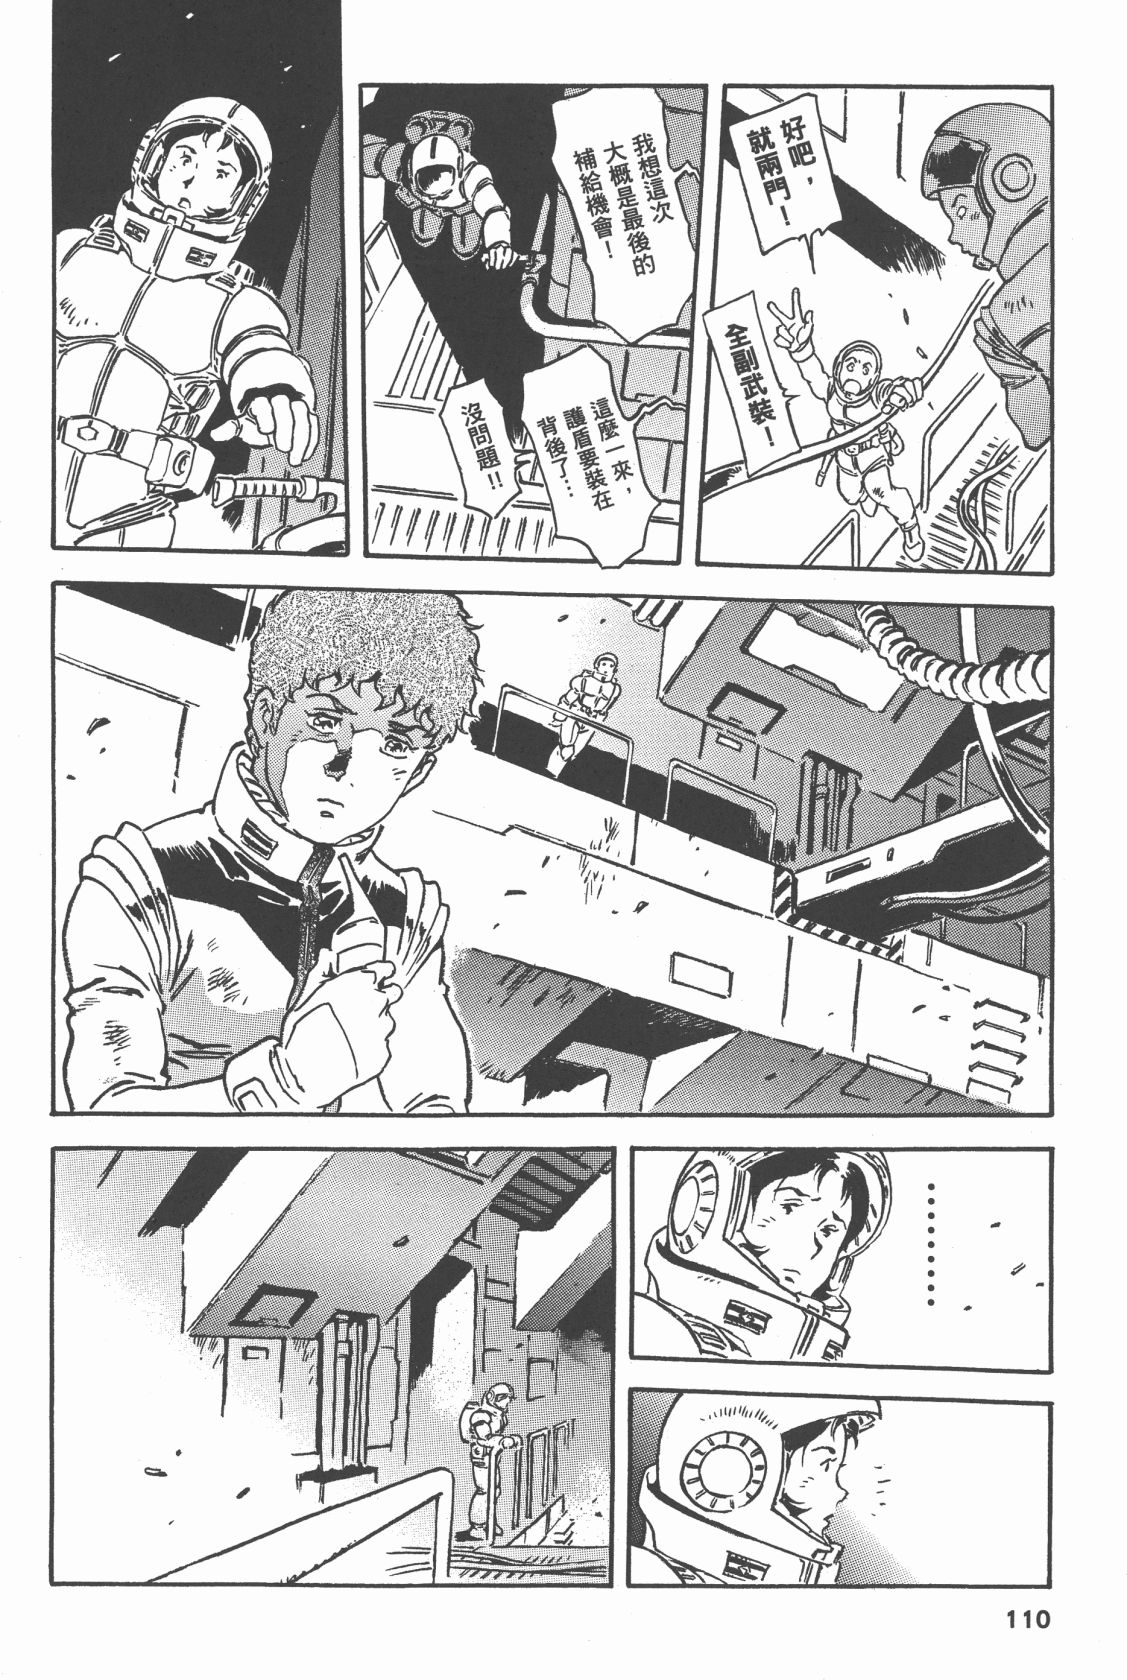 好吧，
就兩門！
全副武裝！
我想這次
大概是最後的
補給機會！
這麼一來，
護盾要裝在
背後了…
沒問題!!
……
110